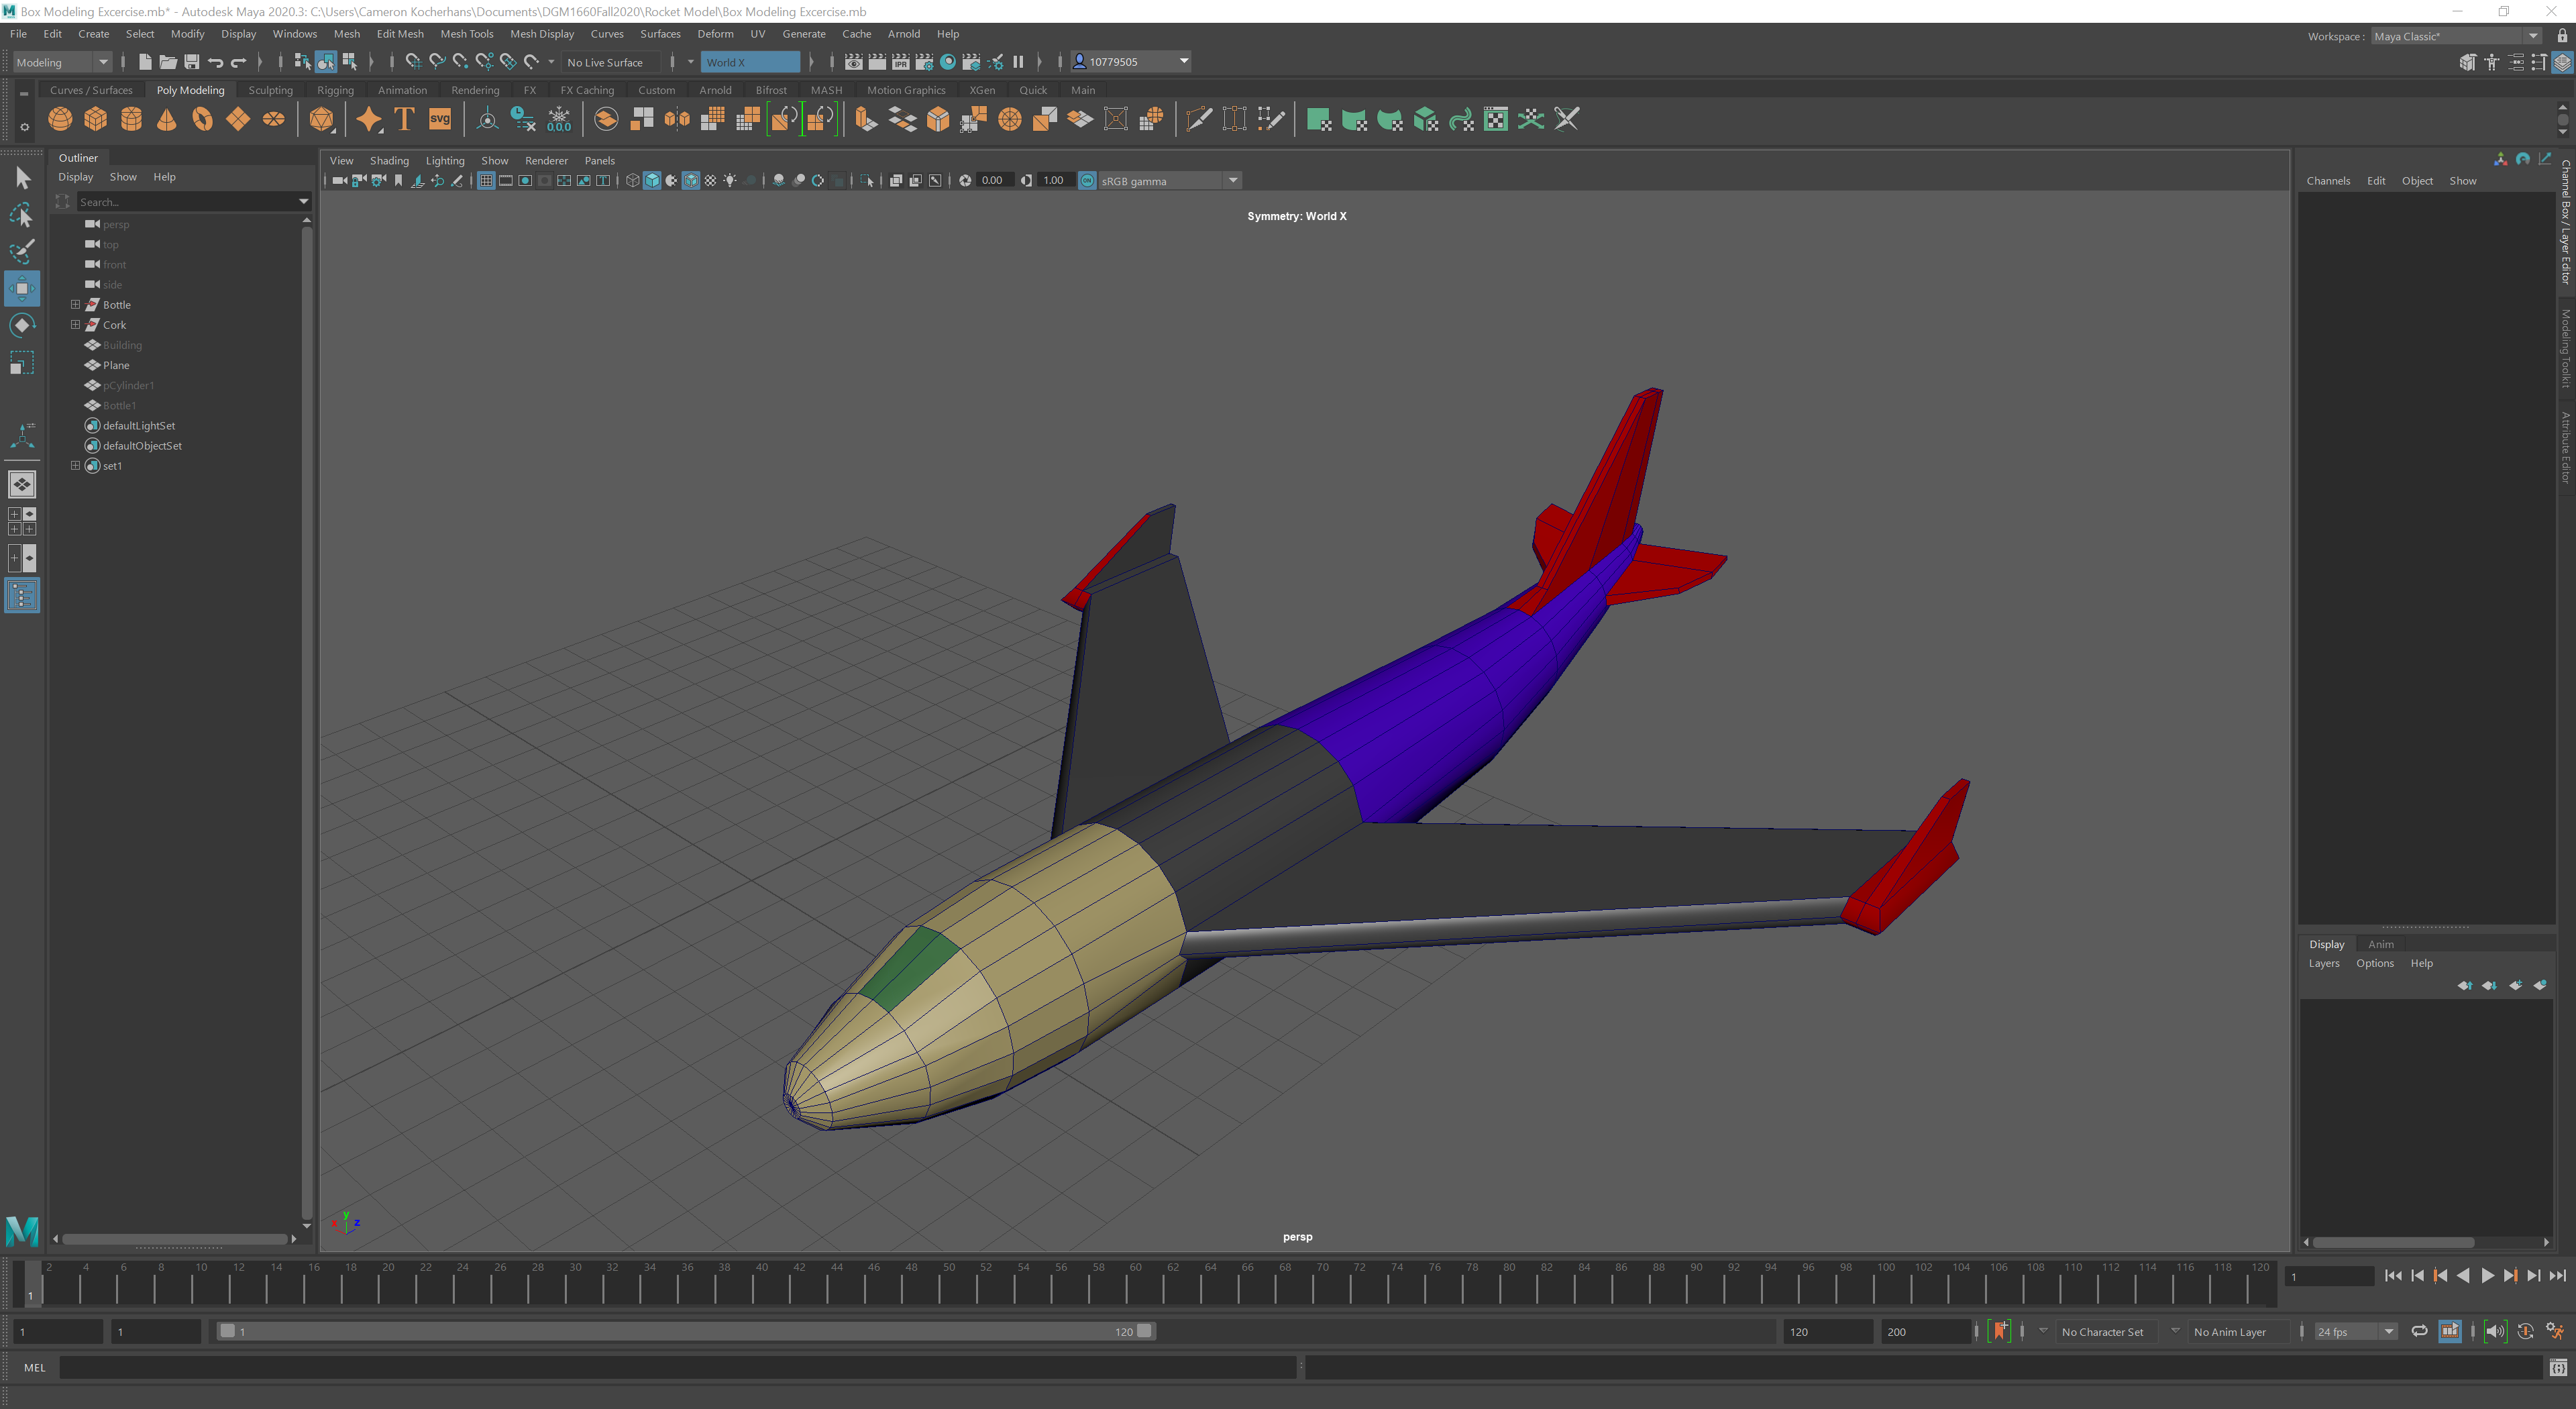 Box Modeling Excercise.mb* - Autodesk Maya 2020.3: C:\Users\Cameron Kocherhans\Documents\DGM1660Fall2020\Rocket Model\Box Modeling Excercise.mb
File Edit Create Select Modify Display Windows Mesh Edit Mesh Mesh Tools Mesh Display Curves Surfaces Deform UV Generate Cache Arnold Help
Workspace : Maya Classic*
Modeling No Live Surface World X IPR 10779505
Curves / Surfaces Poly Modeling Sculpting Rigging Animation Rendering FX FX Caching Custom Arnold Bifrost MASH Motion Graphics XGen Quick Main
T SVG 0,0,0
Outliner
Display Show Help
Search...
persp
top
front
side
Bottle
Cork
Building
Plane
pCylinder1
Bottle1
defaultLightSet
defaultObjectSet
set1
View Shading Lighting Show Renderer Panels
0.00 1.00 ON sRGB gamma
Symmetry: World X
y
x z
persp
Channels Edit Object Show
Channel Box / Layer Editor
Modeling Toolkit
Attribute Editor
Display Anim
Layers Options Help
2 4 6 8 10 12 14 16 18 20 22 24 26 28 30 32 34 36 38 40 42 44 46 48 50 52 54 56 58 60 62 64 66 68 70 72 74 76 78 80 82 84 86 88 90 92 94 96 98 100 102 104 106 108 110 112 114 116 118 120
1
1
1 1 1 120 120 200 No Character Set No Anim Layer 24 fps
MEL